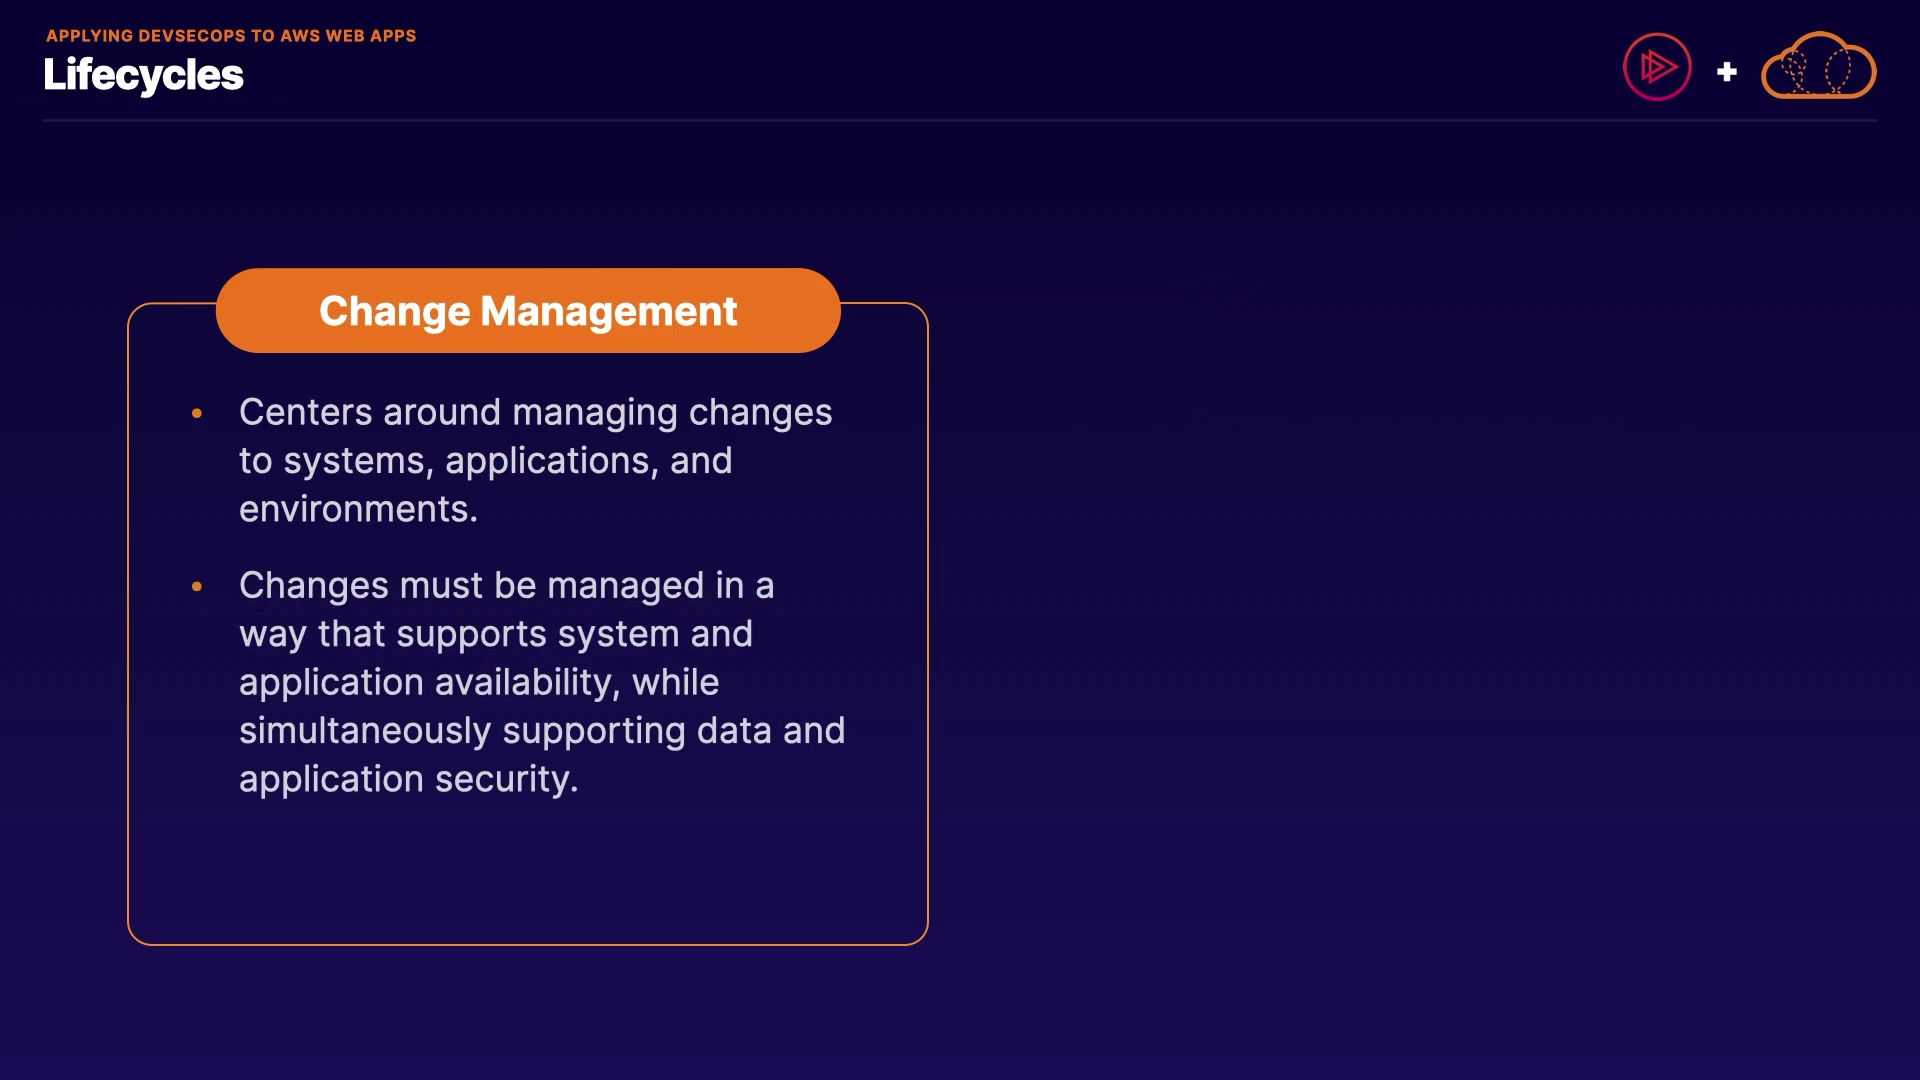 APPLYING DEVSECOPS TO AWS WEB APPS
Lifecycles
Change Management
• Centers around managing changes
to systems, applications, and
environments.
• Changes must be managed in a
way that supports system and
application availability, while
simultaneously supporting data and
application security.